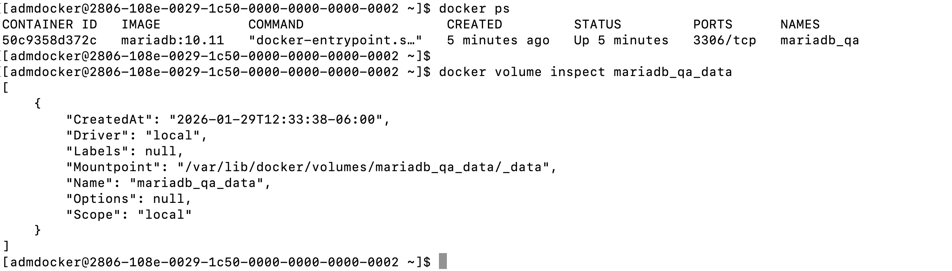 [admdocker@2806-108e-0029-1c50-0000-0000-0000-0002 ~]$ docker ps
CONTAINER ID   IMAGE           COMMAND                  CREATED         STATUS         PORTS      NAMES
50c9358d372c   mariadb:10.11   "docker-entrypoint.s…"   5 minutes ago   Up 5 minutes   3306/tcp   mariadb_qa
[admdocker@2806-108e-0029-1c50-0000-0000-0000-0002 ~]$
[admdocker@2806-108e-0029-1c50-0000-0000-0000-0002 ~]$ docker volume inspect mariadb_qa_data
[
    {
        "CreatedAt": "2026-01-29T12:33:38-06:00",
        "Driver": "local",
        "Labels": null,
        "Mountpoint": "/var/lib/docker/volumes/mariadb_qa_data/_data",
        "Name": "mariadb_qa_data",
        "Options": null,
        "Scope": "local"
    }
]
[admdocker@2806-108e-0029-1c50-0000-0000-0000-0002 ~]$